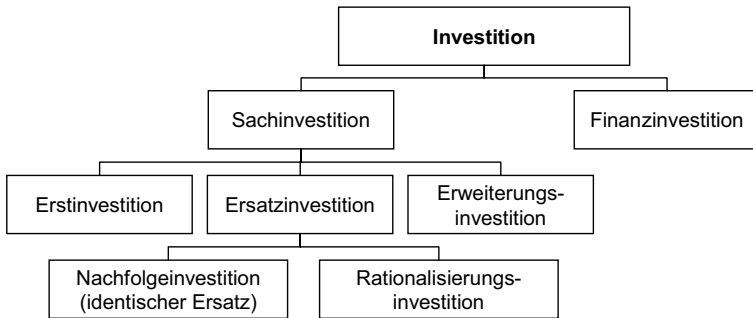 Investition
Sachinvestition
Finanzinvestition
Erstinvestition
Ersatzinvestition
Erweiterungs-
investition
Nachfolgeinvestition
(identischer Ersatz)
Rationalisierungs-
investition